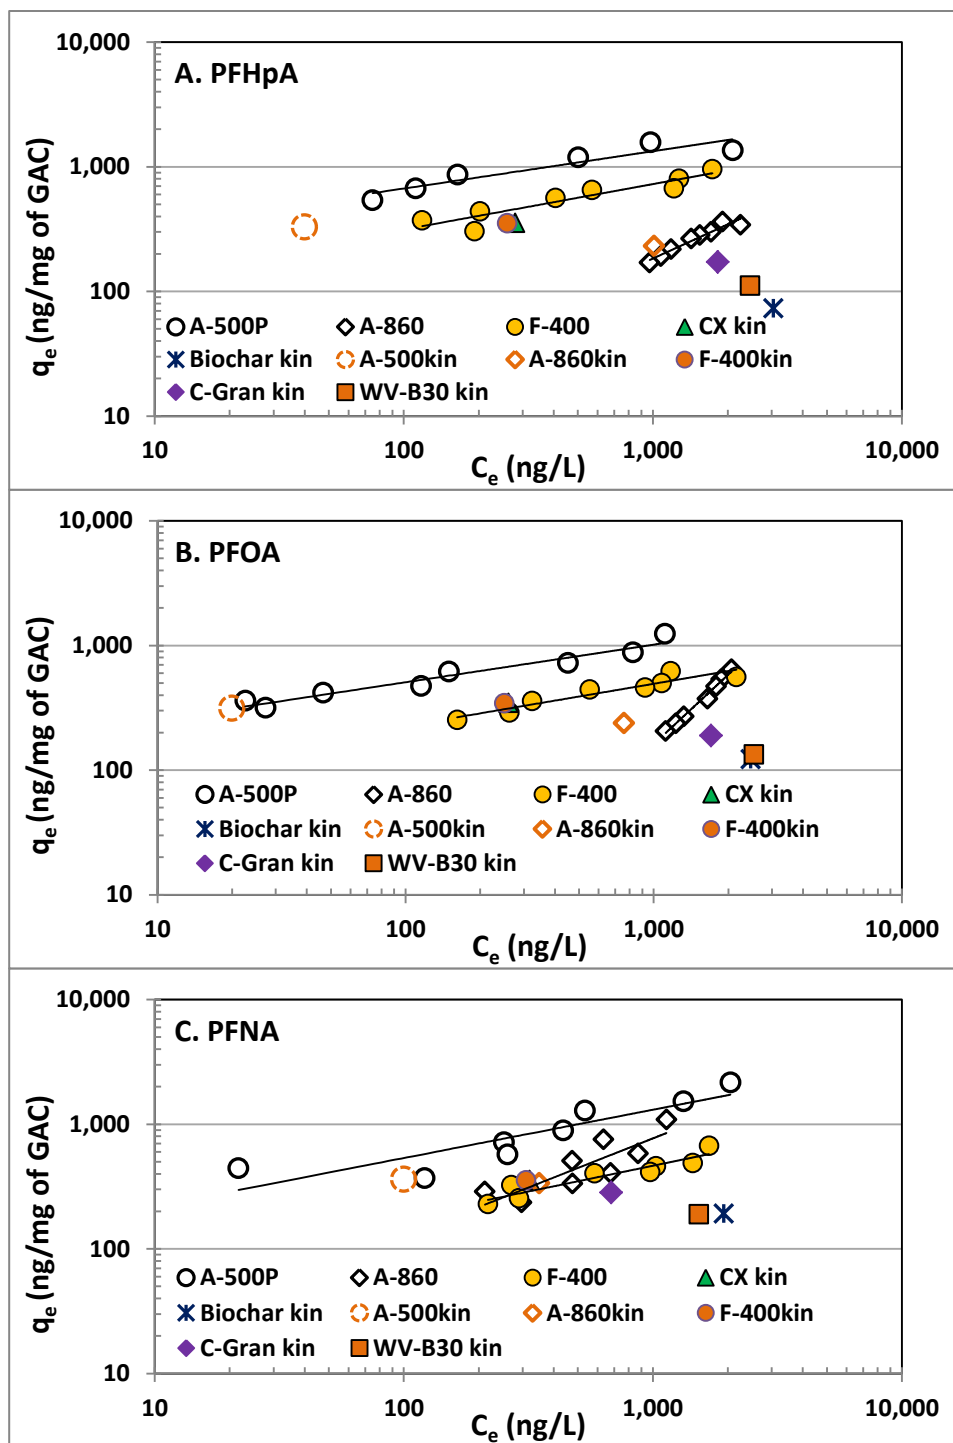 10,000
A. PFHpA
1,000
100
10
qe (ng/mg of GAC)
A-500P A-860 F-400 CX kin
Biochar kin A-500kin A-860kin F-400kin
C-Gran kin WV-B30 kin
10 100 1,000 10,000
Ce (ng/L)
10,000
B. PFOA
1,000
100
10
qe (ng/mg of GAC)
A-500P A-860 F-400 CX kin
Biochar kin A-500kin A-860kin F-400kin
C-Gran kin WV-B30 kin
10 100 1,000 10,000
Ce (ng/L)
10,000
C. PFNA
1,000
100
10
qe (ng/mg of GAC)
A-500P A-860 F-400 CX kin
Biochar kin A-500kin A-860kin F-400kin
C-Gran kin WV-B30 kin
10 100 1,000 10,000
Ce (ng/L)